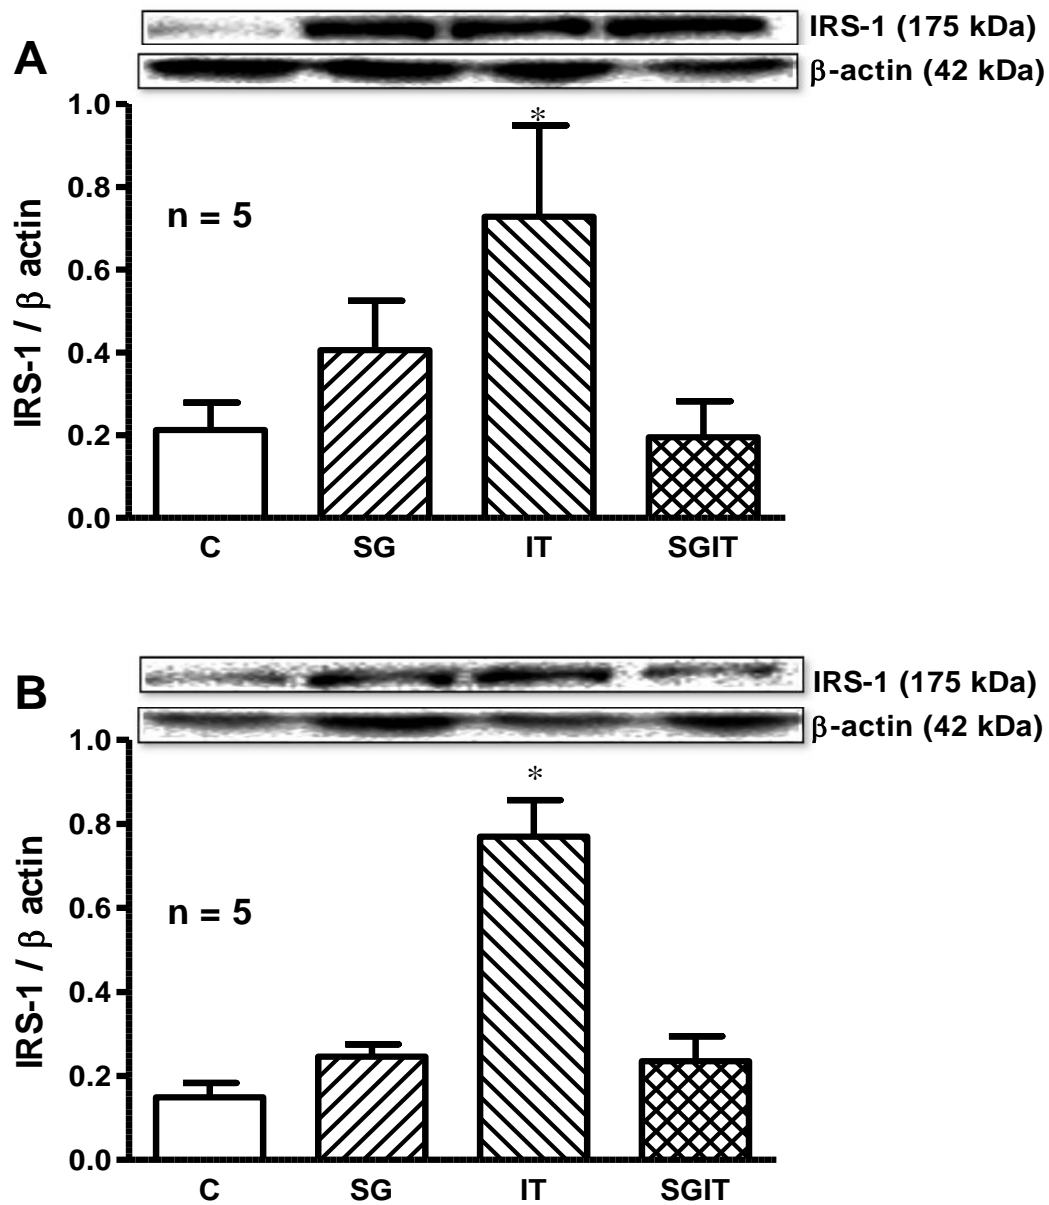 IRS-1 (175 kDa)
A
β-actin (42 kDa)
1.0
*
0.8
n = 5
0.6
IRS-1 / β actin
0.4
0.2
0.0
C SG IT SGIT
B
IRS-1 (175 kDa)
β-actin (42 kDa)
1.0
*
0.8
n = 5
0.6
IRS-1 / β actin
0.4
0.2
0.0
C SG IT SGIT